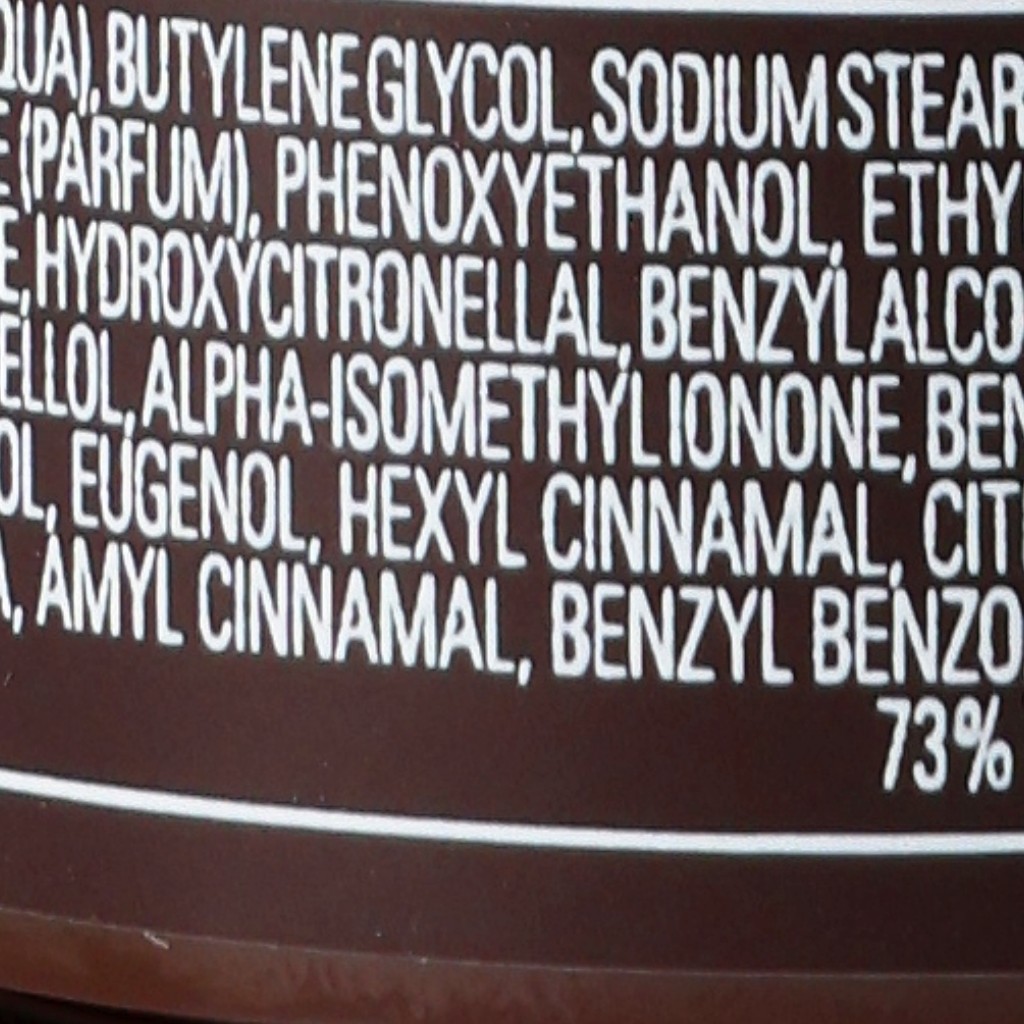 QUA), BUTYLENE GLYCOL, SODIUM STEAR
E (PARFUM), PHENOXYETHANOL, ETHY
E, HYDROXYCITRONELLAL, BENZYL ALCO
ELLOL, ALPHA-ISOMETHYL IONONE, BEN
OL, EUGENOL, HEXYL CINNAMAL, CIT
A, AMYL CINNAMAL, BENZYL BENZO
73%